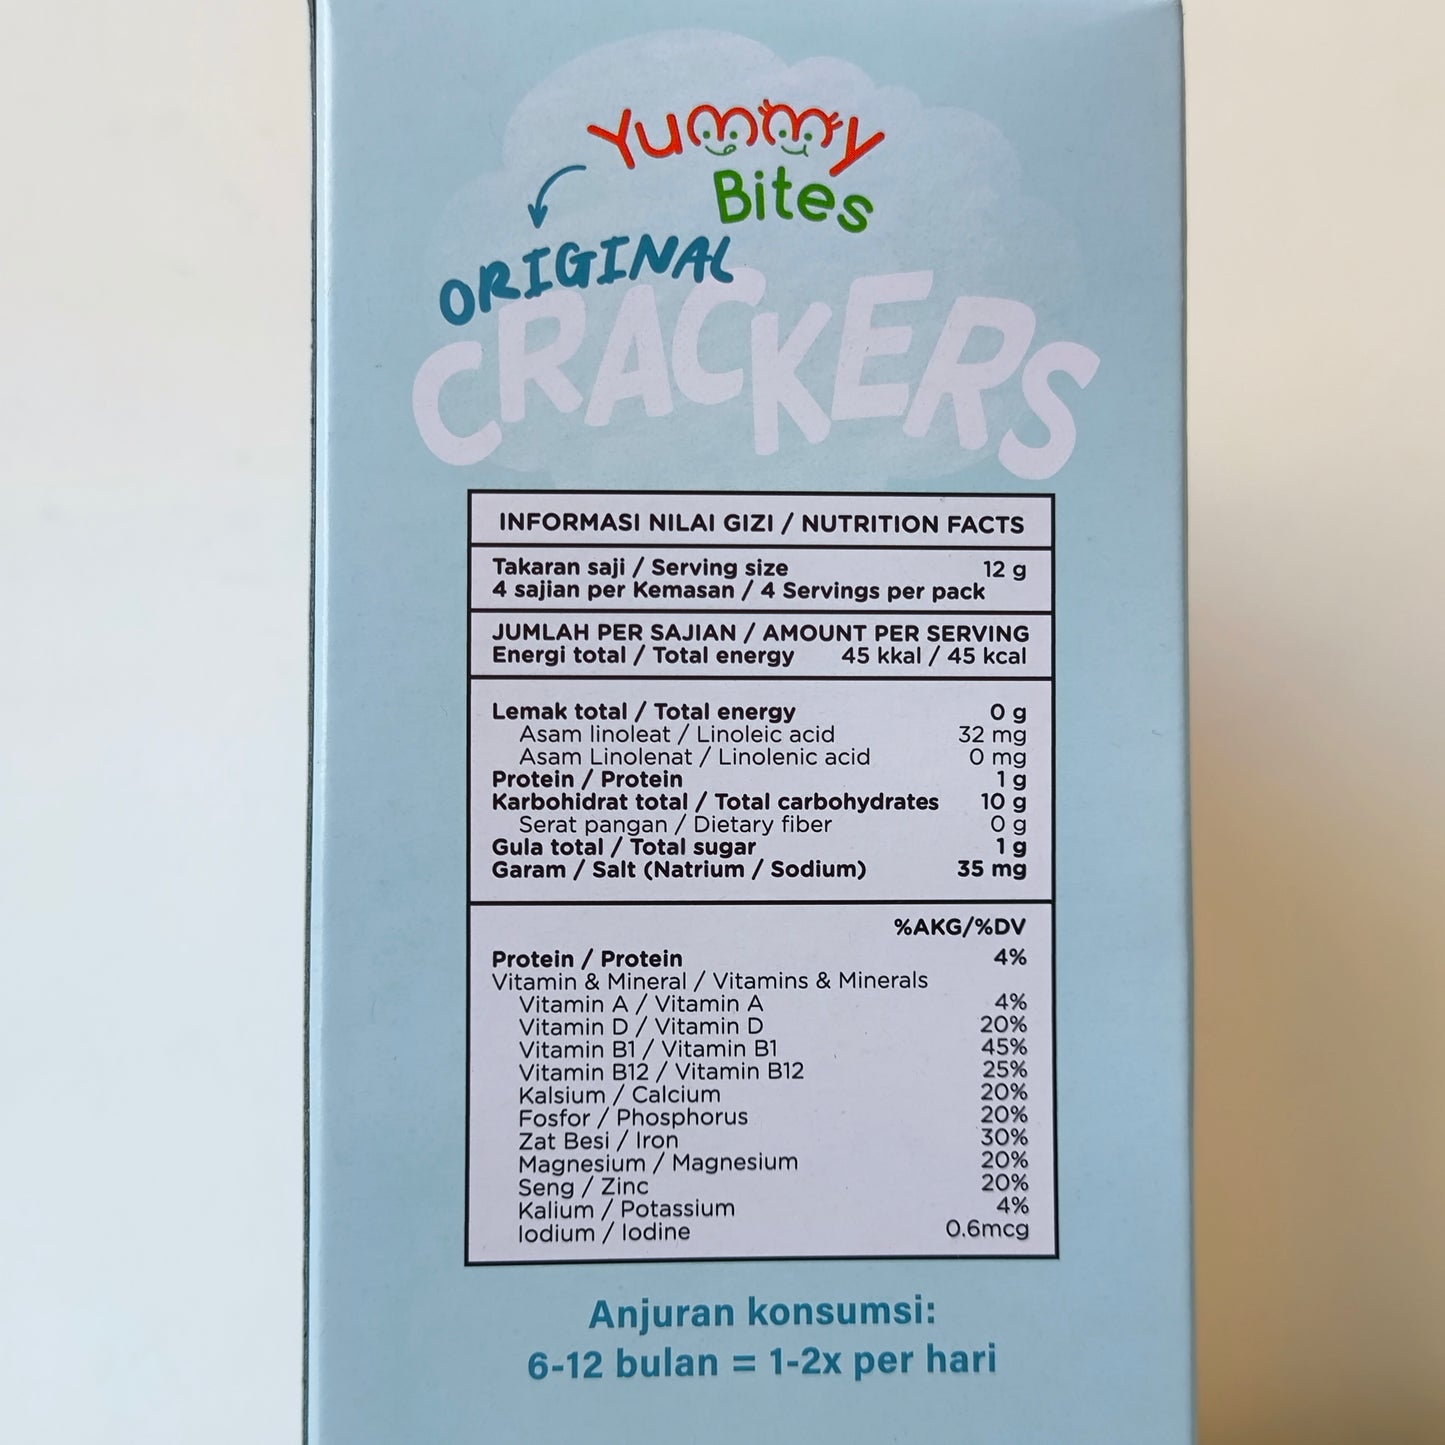 Yummy
Bites
ORIGINAL
CRACKERS
INFORMASI NILAI GIZI / NUTRITION FACTS
Takaran saji / Serving size 12 g
4 sajian per Kemasan / 4 Servings per pack
JUMLAH PER SAJIAN / AMOUNT PER SERVING
Energi total / Total energy 45 kkal / 45 kcal
Lemak total / Total energy 0 g
Asam linoleat / Linoleic acid 32 mg
Asam Linolenat / Linolenic acid 0 mg
Protein / Protein 1 g
Karbohidrat total / Total carbohydrates 10 g
Serat pangan / Dietary fiber 0 g
Gula total / Total sugar 1 g
Garam / Salt (Natrium / Sodium) 35 mg
%AKG/%DV
Protein / Protein 4%
Vitamin & Mineral / Vitamins & Minerals
Vitamin A / Vitamin A 4%
Vitamin D / Vitamin D 20%
Vitamin B1 / Vitamin B1 45%
Vitamin B12 / Vitamin B12 25%
Kalsium / Calcium 20%
Fosfor / Phosphorus 20%
Zat Besi / Iron 30%
Magnesium / Magnesium 20%
Seng / Zinc 20%
Kalium / Potassium 4%
Iodium / Iodine 0.6mcg
Anjuran konsumsi:
6-12 bulan = 1-2x per hari